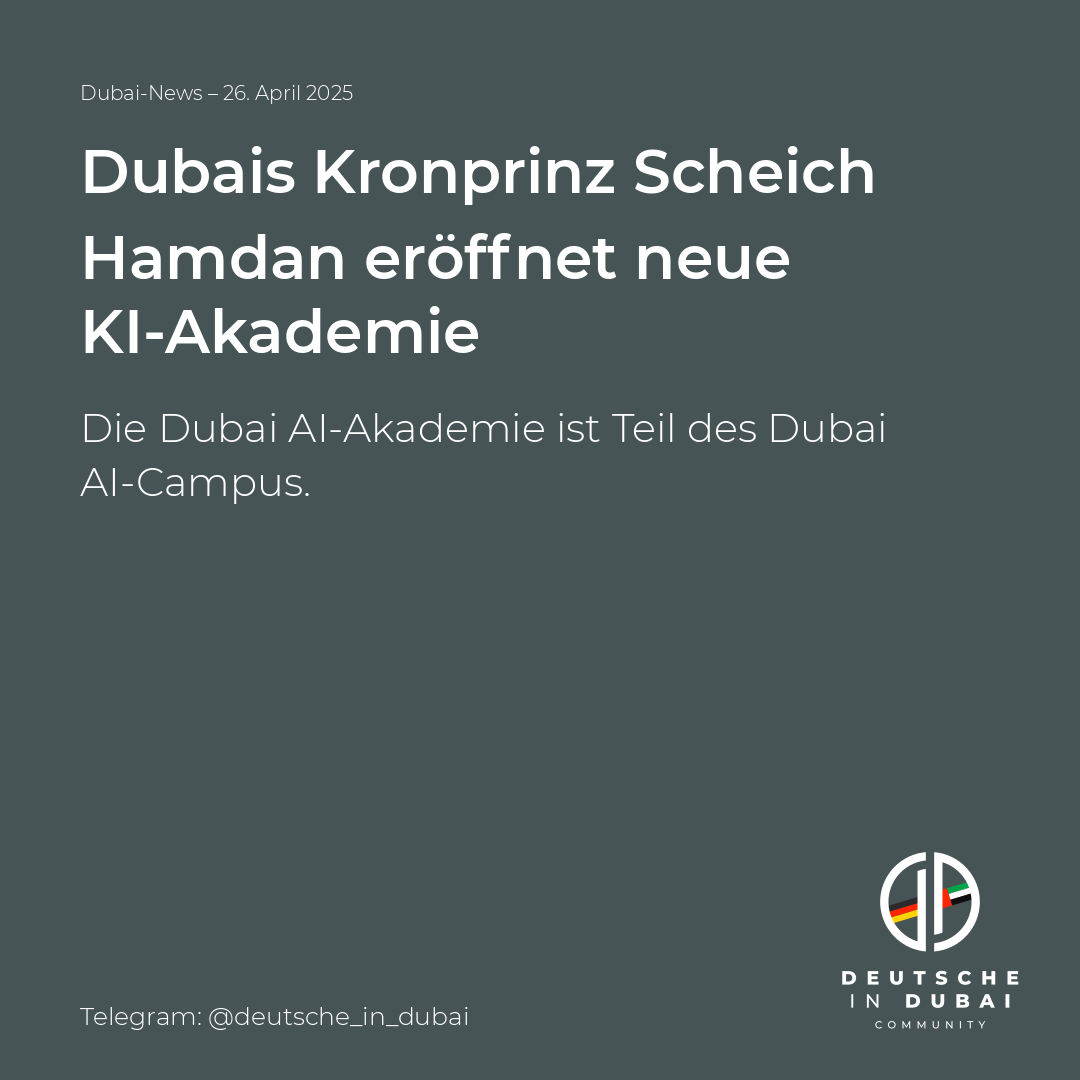 Dubai-News – 26. April 2025
Dubais Kronprinz Scheich
Hamdan eröffnet neue
KI-Akademie
Die Dubai AI-Akademie ist Teil des Dubai
AI-Campus.
DEUTSCHE
IN DUBAI
COMMUNITY
Telegram: @deutsche_in_dubai